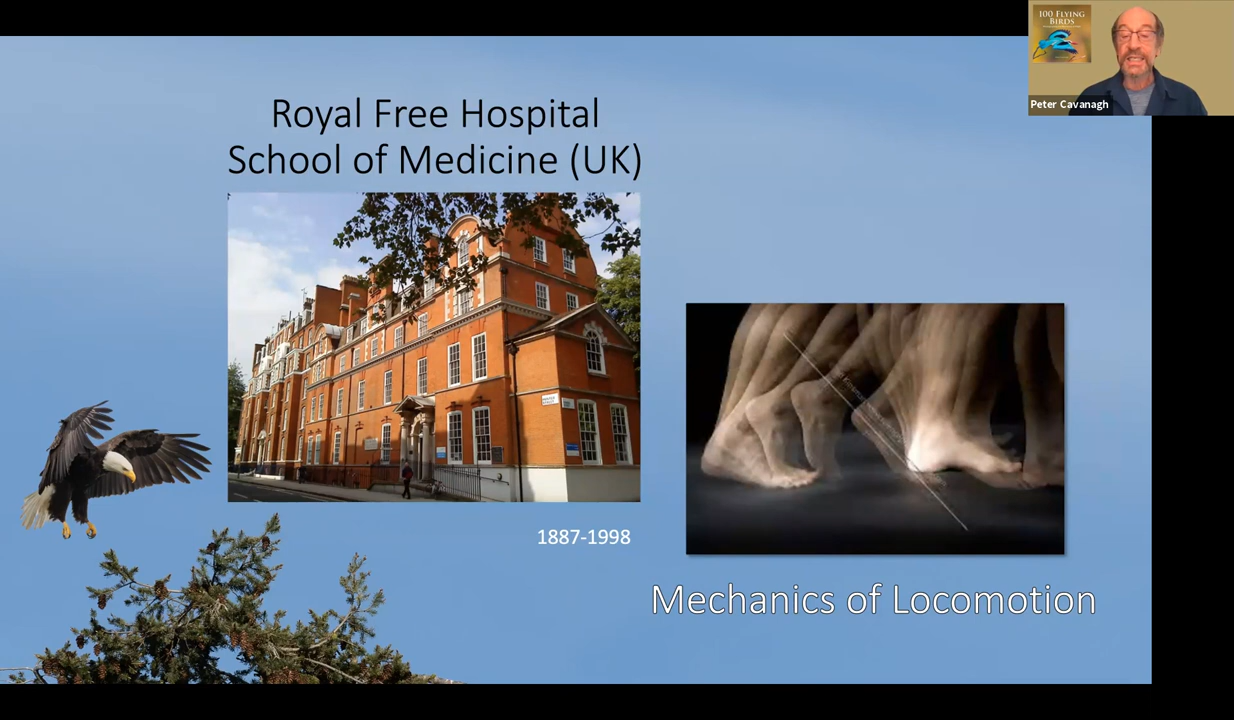 100 FLYING
BIRDS
Peter Cavanagh
Royal Free Hospital
School of Medicine (UK)
1887-1998
Mechanics of Locomotion